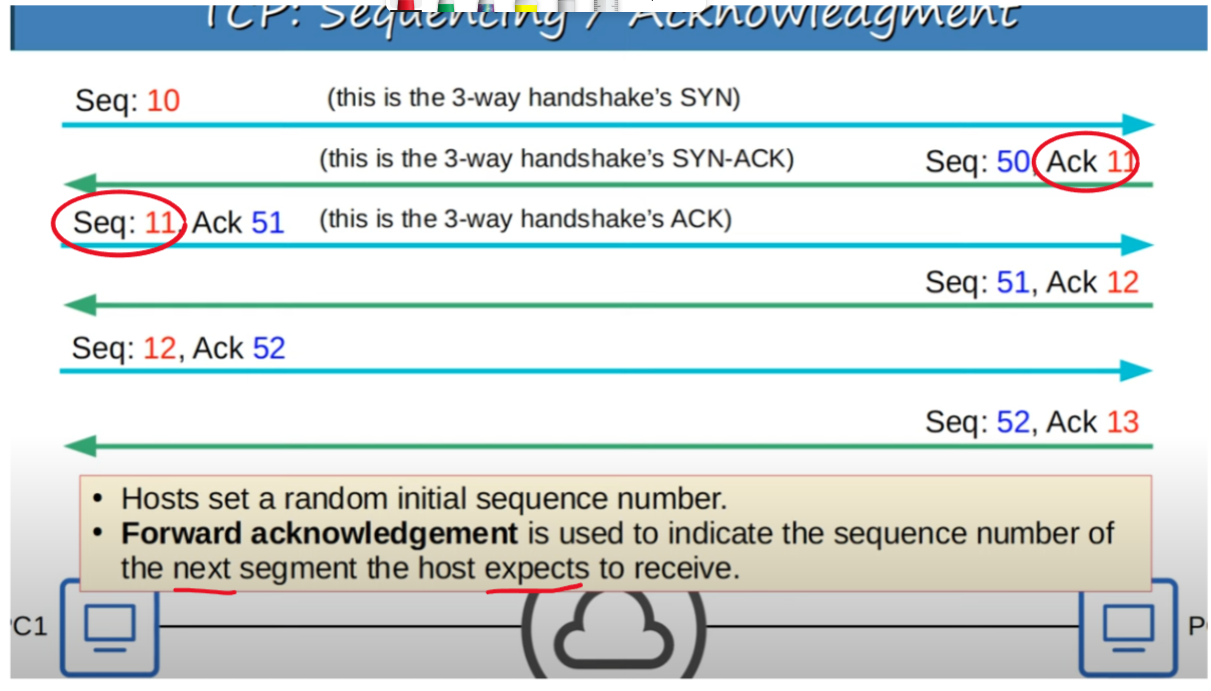 TCP: Sequencing / Acknowledgment
Seq: 10 (this is the 3-way handshake's SYN)
(this is the 3-way handshake's SYN-ACK) Seq: 50, Ack 11
Seq: 11, Ack 51 (this is the 3-way handshake's ACK)
Seq: 51, Ack 12
Seq: 12, Ack 52
Seq: 52, Ack 13
• Hosts set a random initial sequence number.
• Forward acknowledgement is used to indicate the sequence number of
the next segment the host expects to receive.
PC1